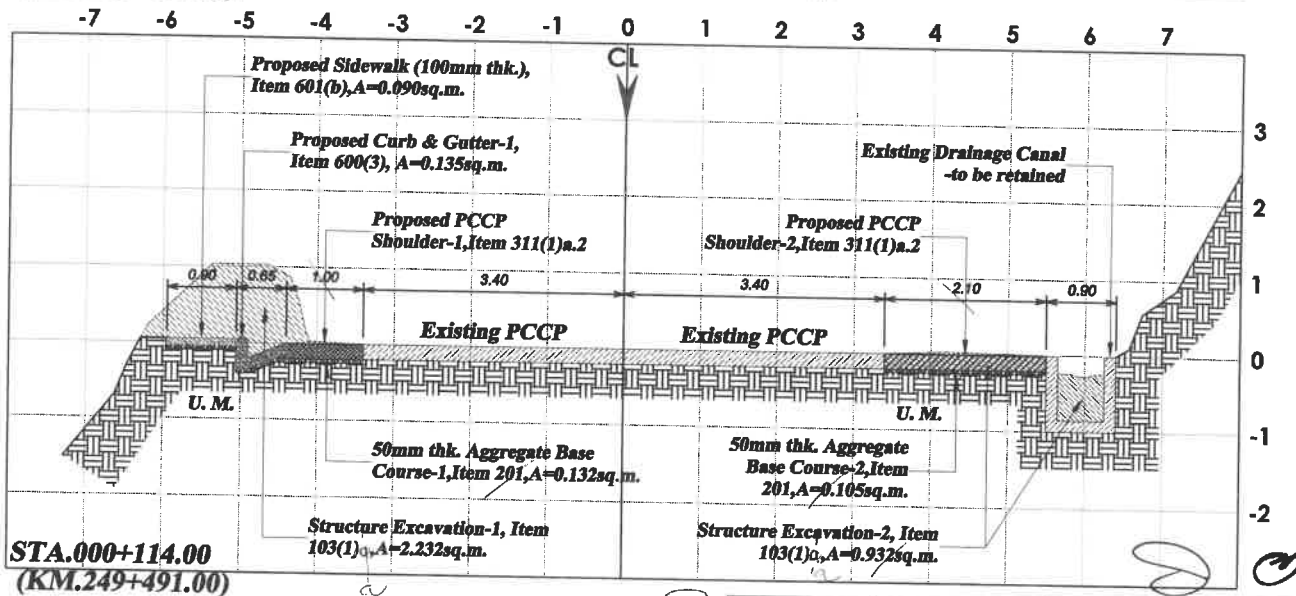 -7 -6 -5 -4 -3 -2 -1 0 1 2 3 4 5 6 7
CL
Proposed Sidewalk (100mm thk.),
Item 601(b),A=0.090sq.m.
Proposed Curb & Gutter-1,
Item 600(3), A=0.135sq.m.
Existing Drainage Canal
-to be retained
Proposed PCCP
Shoulder-1,Item 311(1)a.2
Proposed PCCP
Shoulder-2,Item 311(1)a.2
3
2
1
0
-1
-2
0.90 0.65 1.00 3.40 3.40 2.10 0.90
Existing PCCP Existing PCCP
U. M. U. M.
50mm thk. Aggregate Base
Course-1,Item 201,A=0.132sq.m.
50mm thk. Aggregate
Base Course-2,Item
201,A=0.105sq.m.
Structure Excavation-1, Item
103(1)a,A=2.232sq.m.
Structure Excavation-2, Item
103(1)a,A=0.932sq.m.
STA.000+114.00
(KM.249+491.00)